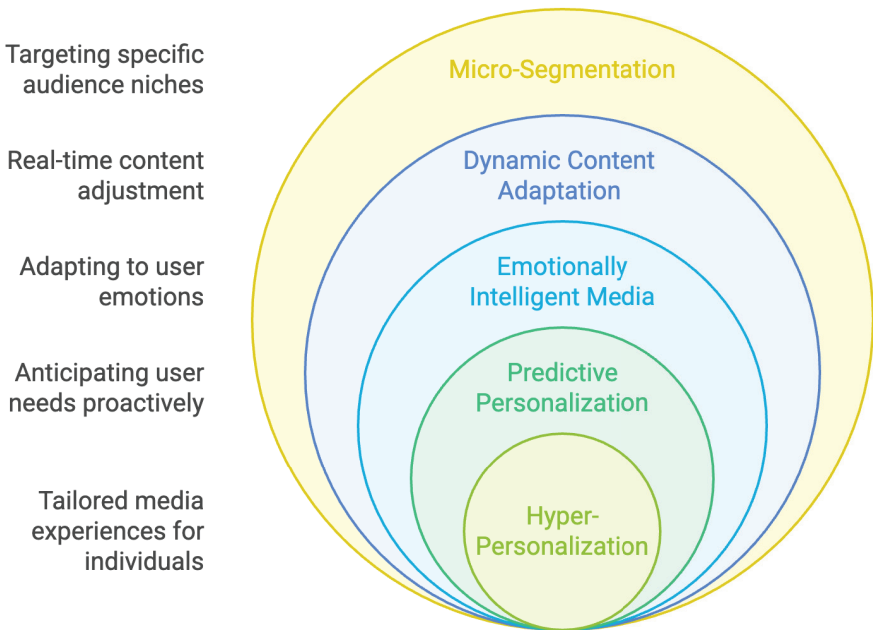 Targeting specific
audience niches
Micro-Segmentation
Real-time content
adjustment
Dynamic Content
Adaptation
Adapting to user
emotions
Emotionally
Intelligent Media
Anticipating user
needs proactively
Predictive
Personalization
Tailored media
experiences for
individuals
Hyper-
Personalization